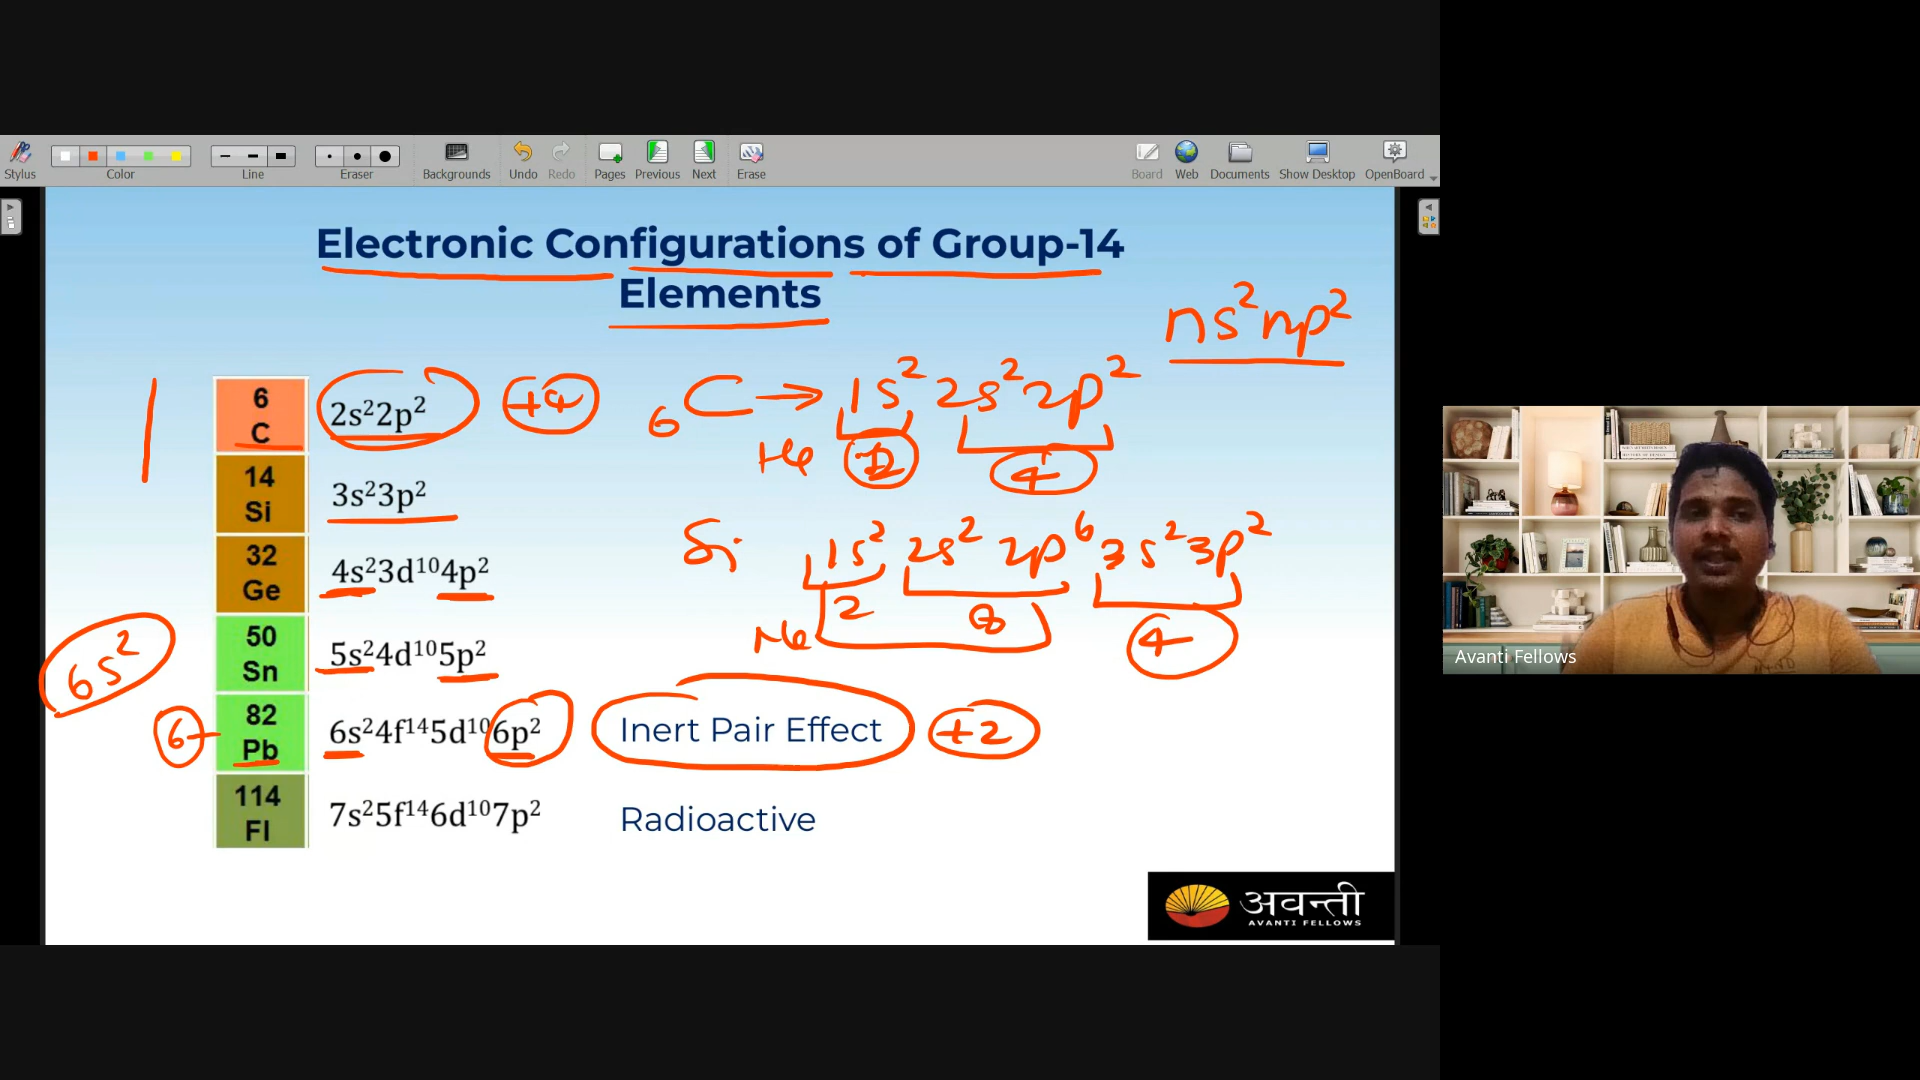 Stylus Color Line Eraser Backgrounds Undo Redo Pages Previous Next Erase Board Web Documents Show Desktop OpenBoard
Electronic Configurations of Group-14
Elements
ns²np²
6
C
2s²2p²
+4
₆C → 1s² 2s² 2p²
He
4
14
Si
3s²3p²
Si 1s² 2s² 2p⁶ 3s² 3p²
2 8
Ne
4
32
Ge
4s²3d¹⁰4p²
50
Sn
5s²4d¹⁰5p²
6s²
6
82
Pb
6s²4f¹⁴5d¹⁰6p²
Inert Pair Effect
+2
114
Fl
7s²5f¹⁴6d¹⁰7p²
Radioactive
अवन्ती
AVANTI FELLOWS
Avanti Fellows